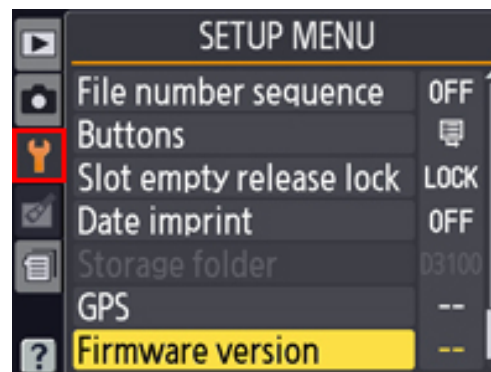 SETUP MENU
File number sequence OFF
Buttons
Slot empty release lock LOCK
Date imprint OFF
Storage folder D3100
GPS --
Firmware version --
?